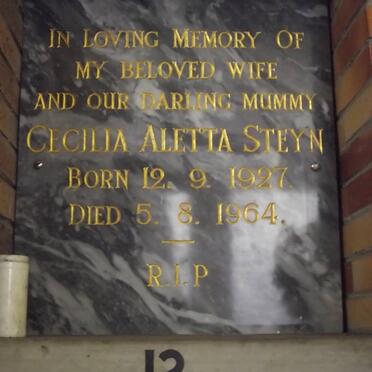 IN LOVING MEMORY OF
MY BELOVED WIFE
AND OUR DARLING MUMMY
CECILIA ALETTA STEYN
BORN 12. 9. 1927.
DIED 5. 8. 1964.
R.I.P
12